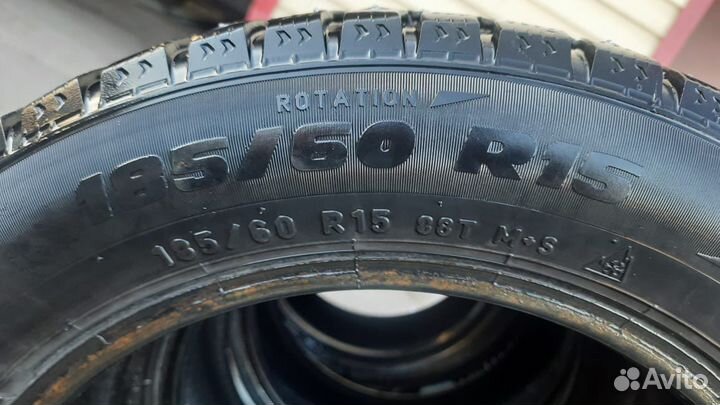 ROTATION
185/60 R15
185/60 R15 88T M+S
Avito